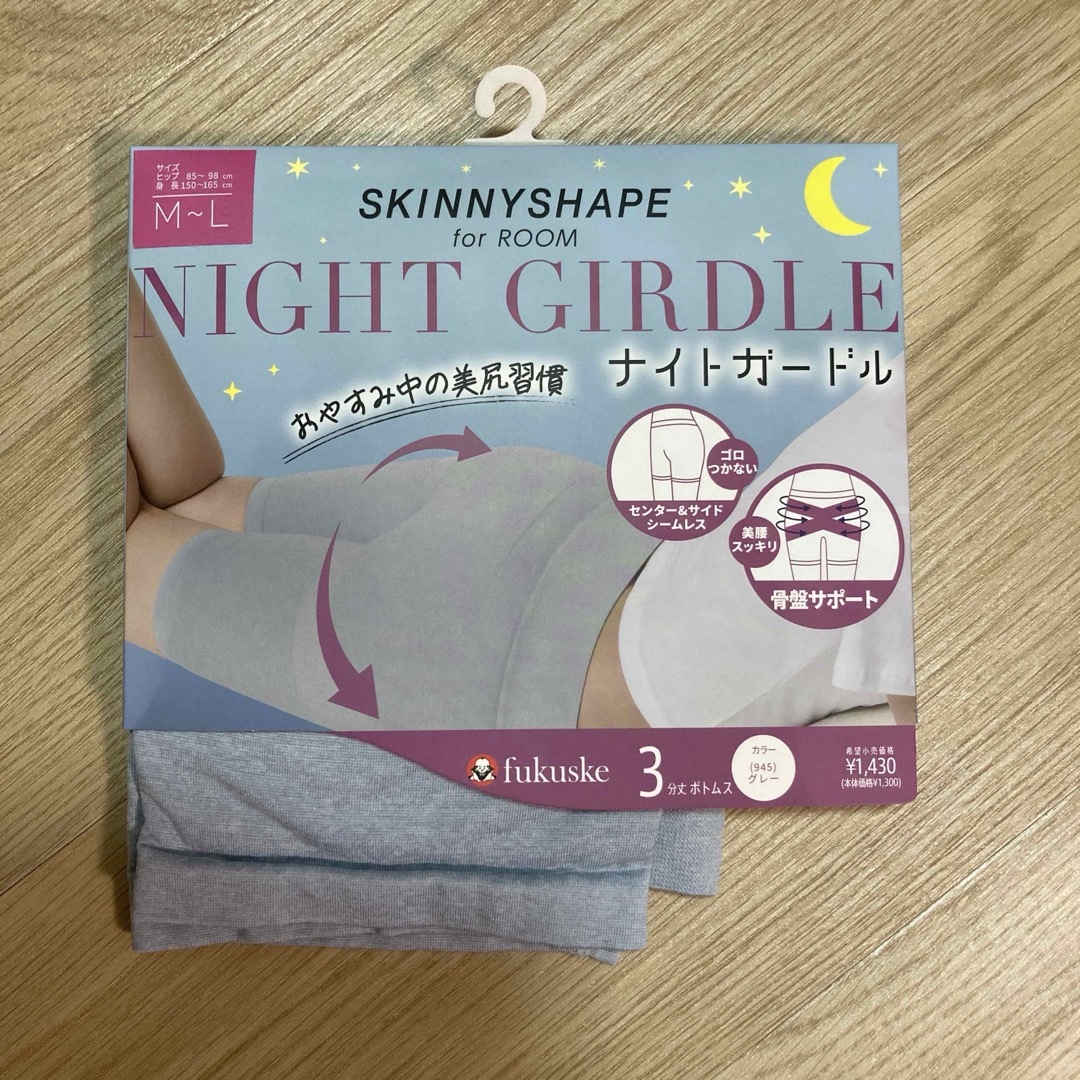 サイズ
ヒップ 85〜98 cm
身長 150〜165 cm
M〜L
SKINNYSHAPE
for ROOM
NIGHT GIRDLE
ナイトガードル
おやすみ中の美尻習慣
ゴロ
つかない
センター&サイド
シームレス
美腰
スッキリ
骨盤サポート
fukuske
3分丈 ボトムス
カラー
(945)
グレー
希望小売価格
¥1,430
(本体価格¥1,300)